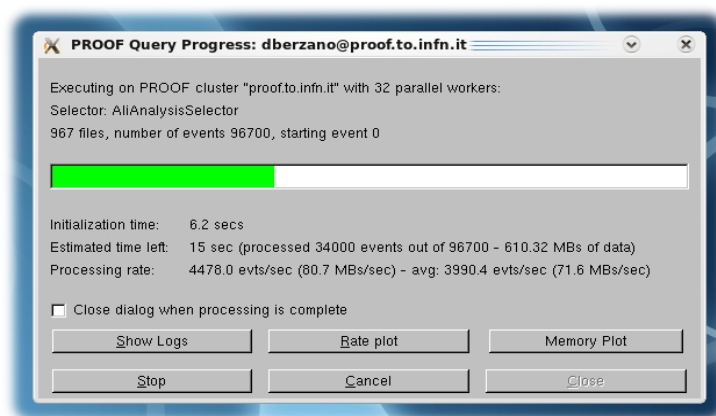 PROOF Query Progress: dberzano@proof.to.infn.it
Executing on PROOF cluster "proof.to.infn.it" with 32 parallel workers:
Selector: AliAnalysisSelector
967 files, number of events 96700, starting event 0
Initialization time: 6.2 secs
Estimated time left: 15 sec (processed 34000 events out of 96700 - 610.32 MBs of data)
Processing rate: 4478.0 evts/sec (80.7 MBs/sec) - avg: 3990.4 evts/sec (71.6 MBs/sec)
Close dialog when processing is complete
Show Logs Rate plot Memory Plot
Stop Cancel Close